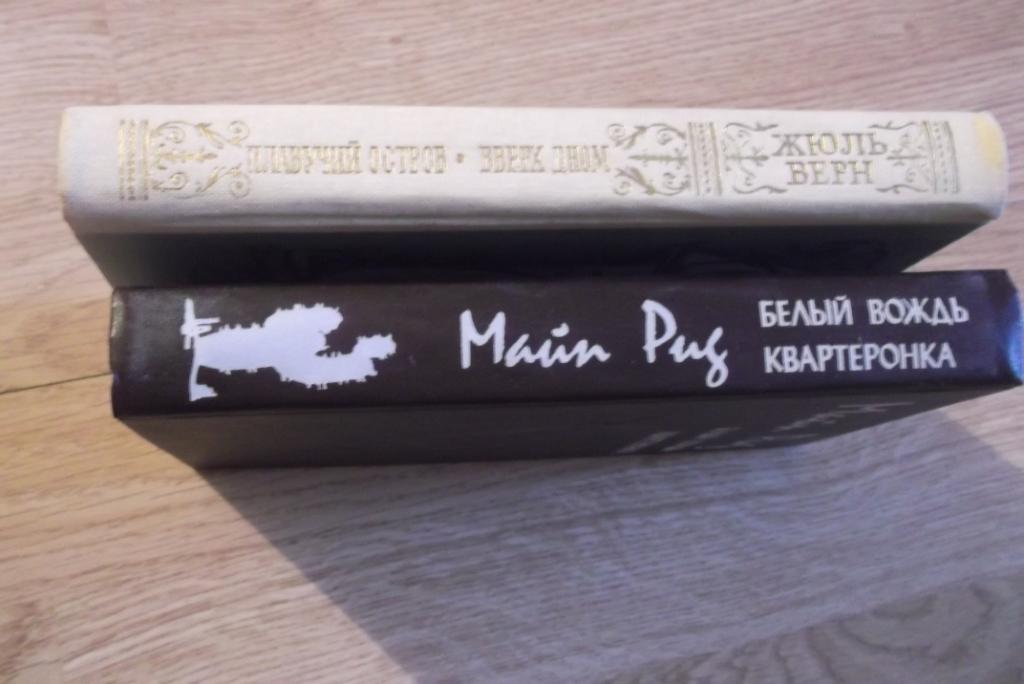 ПЛАВУЧИЙ ОСТРОВ • ВВЕРХ ДНОМ
ЖЮЛЬ
ВЕРН
Майн Рид
БЕЛЫЙ ВОЖДЬ
КВАРТЕРОНКА